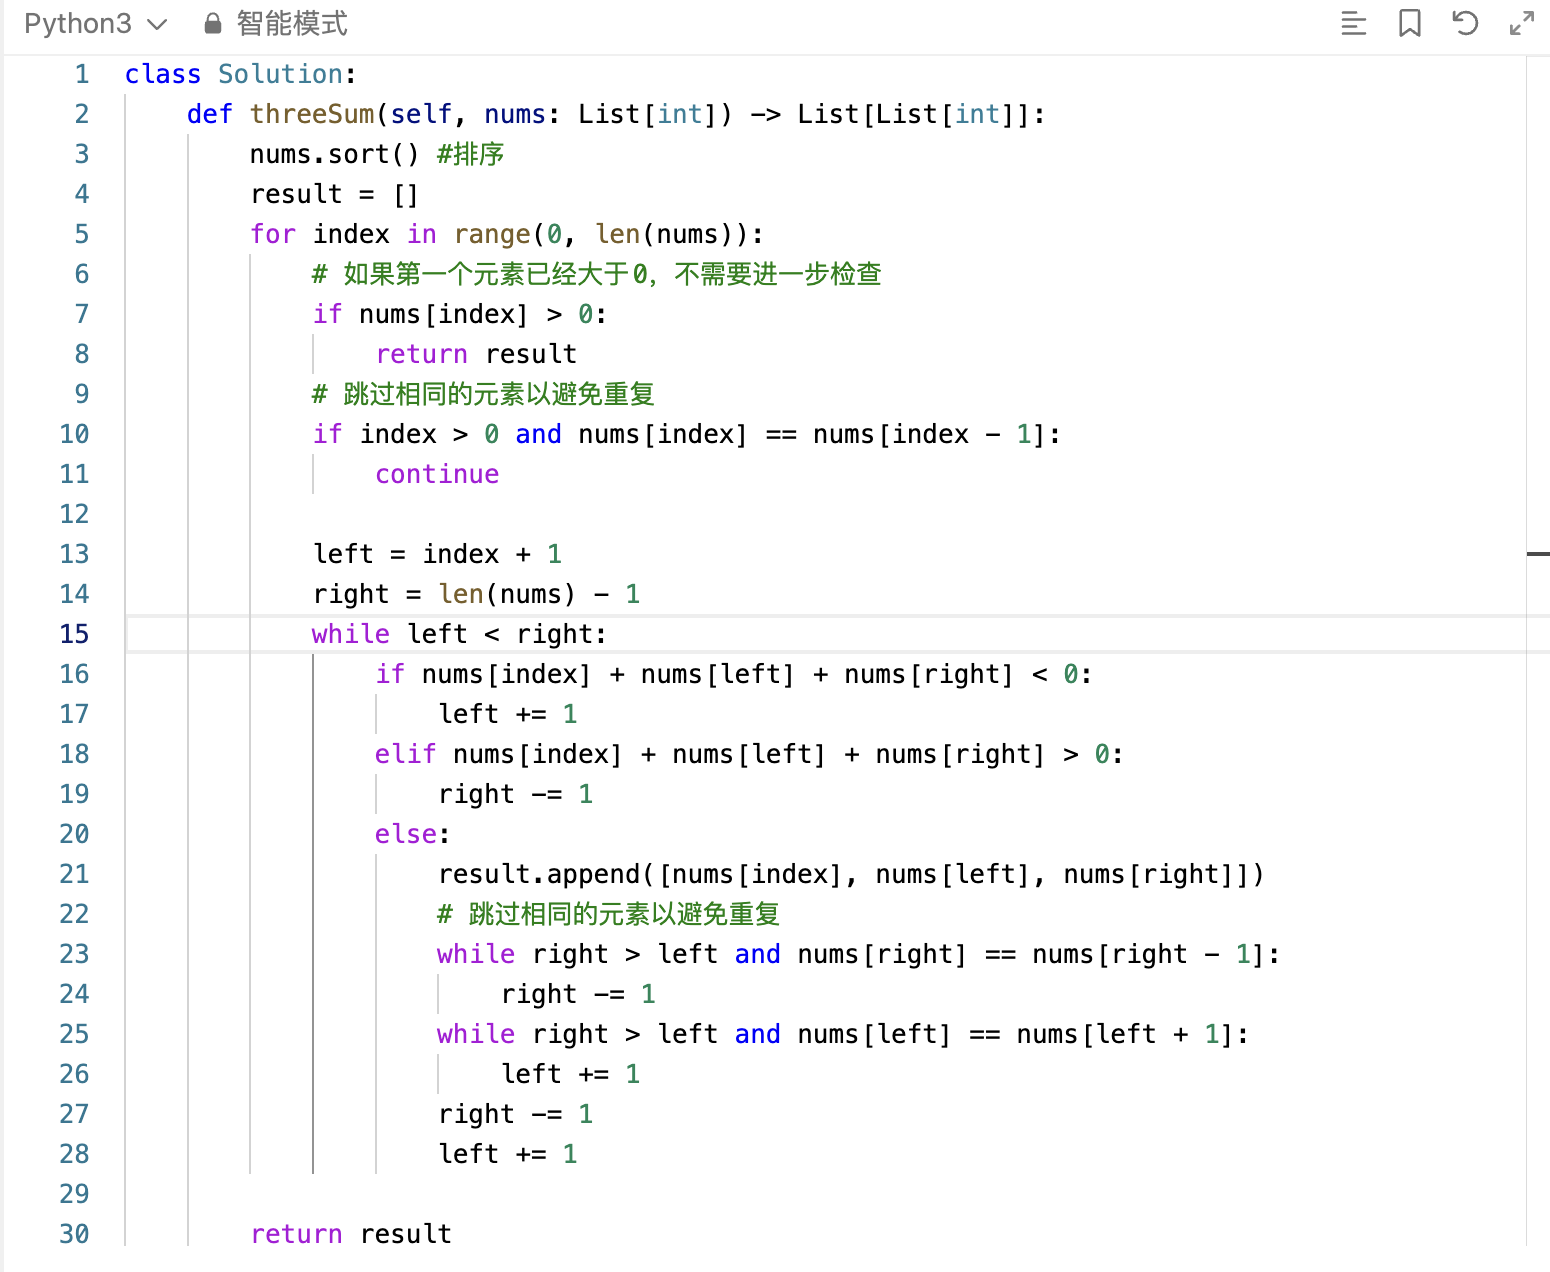 Python3 智能模式
1 class Solution:
2     def threeSum(self, nums: List[int]) -> List[List[int]]:
3         nums.sort() #排序
4         result = []
5         for index in range(0, len(nums)):
6             # 如果第一个元素已经大于0，不需要进一步检查
7             if nums[index] > 0:
8                 return result
9             # 跳过相同的元素以避免重复
10             if index > 0 and nums[index] == nums[index - 1]:
11                 continue
12
13             left = index + 1
14             right = len(nums) - 1
15             while left < right:
16                 if nums[index] + nums[left] + nums[right] < 0:
17                     left += 1
18                 elif nums[index] + nums[left] + nums[right] > 0:
19                     right -= 1
20                 else:
21                     result.append([nums[index], nums[left], nums[right]])
22                     # 跳过相同的元素以避免重复
23                     while right > left and nums[right] == nums[right - 1]:
24                         right -= 1
25                     while right > left and nums[left] == nums[left + 1]:
26                         left += 1
27                     right -= 1
28                     left += 1
29
30         return result